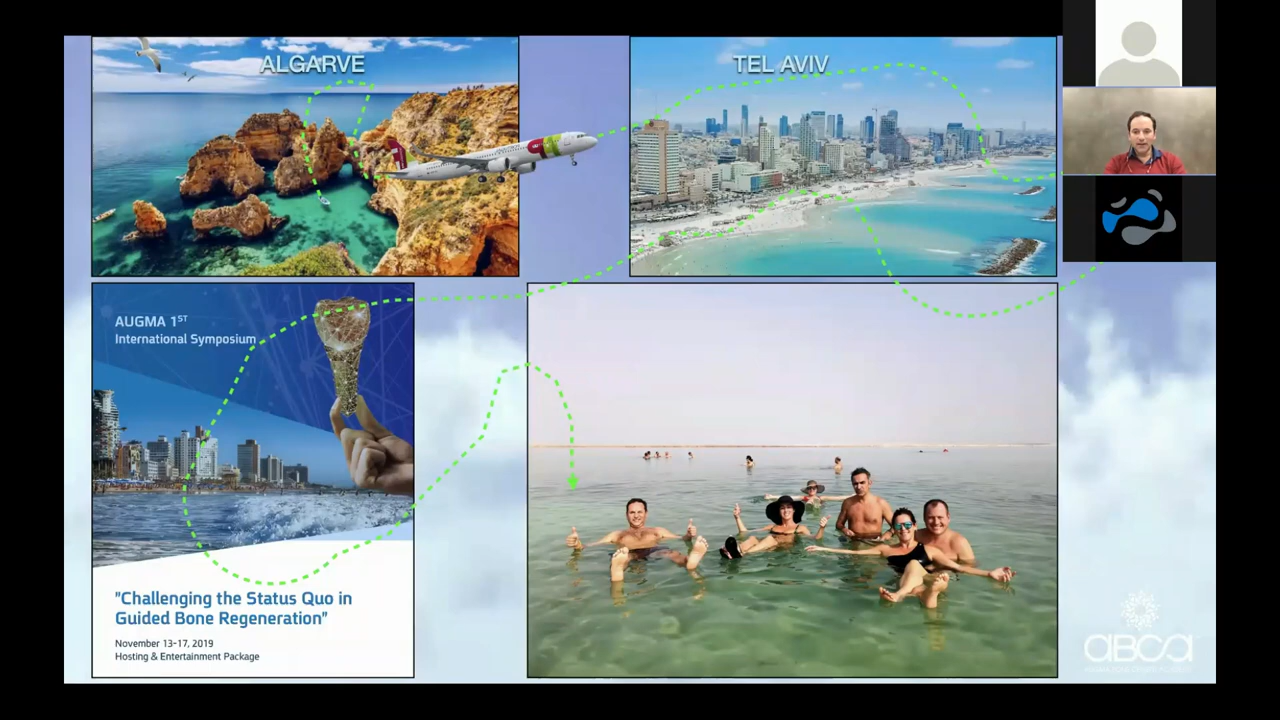 ALGARVE
TEL AVIV
AUGMA 1ST
International Symposium
"Challenging the Status Quo in
Guided Bone Regeneration"
November 13-17, 2019
Hosting & Entertainment Package
abca